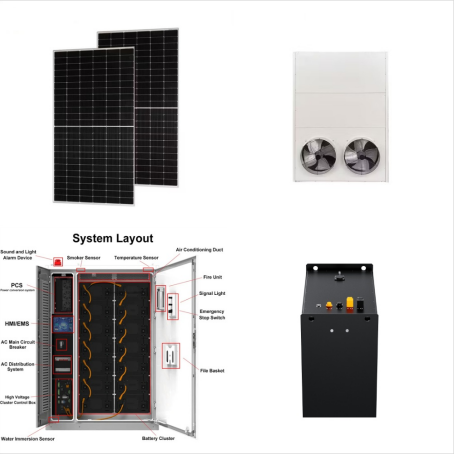 System Layout
Sound and Light
Alarm Device
Smoker Sensor
Temperature Sensor
Air Conditioning Duct
Fire Unit
PCS
Signal Light
HMI/EMS
Emergency
Stop Switch
AC Main Circuit
Breaker
AC Distribution
System
File Basket
High Voltage
Cluster Control Box
Water Immersion Sensor
Battery Cluster